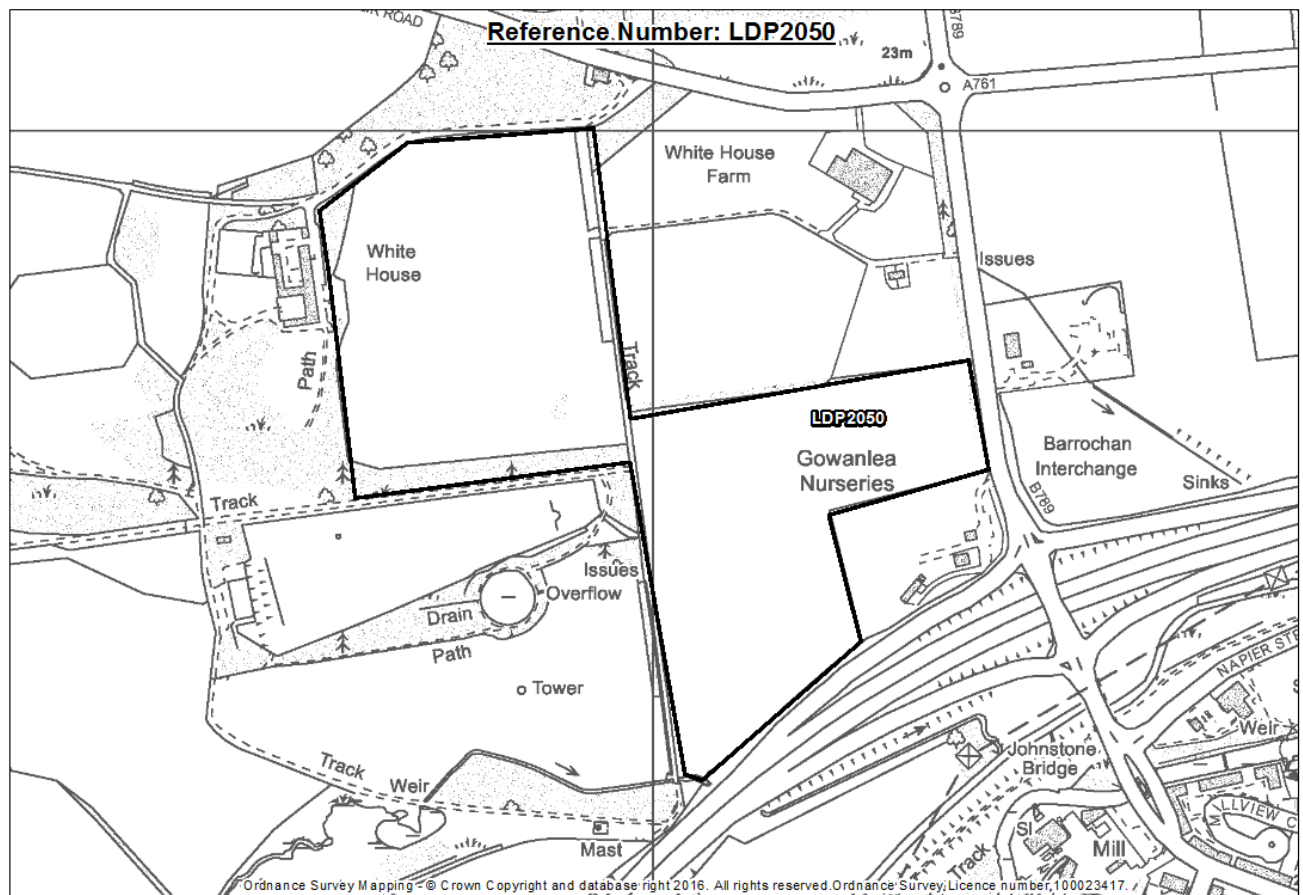 Reference Number: LDP2050
ROAD
B789
23m
A761
White House
Farm
White
House
Issues
Track
Path
LDP2050
Gowanlea
Nurseries
Barrochan
Interchange
Sinks
B789
Track
Issues
Overflow
Drain
Path
Tower
NAPIER STR
Weir
Johnstone
Bridge
Track
Weir
Mast
Sl
Mill
Track
Ordnance Survey Mapping - © Crown Copyright and database right 2016. All rights reserved.Ordnance Survey,Licence number,100023417.